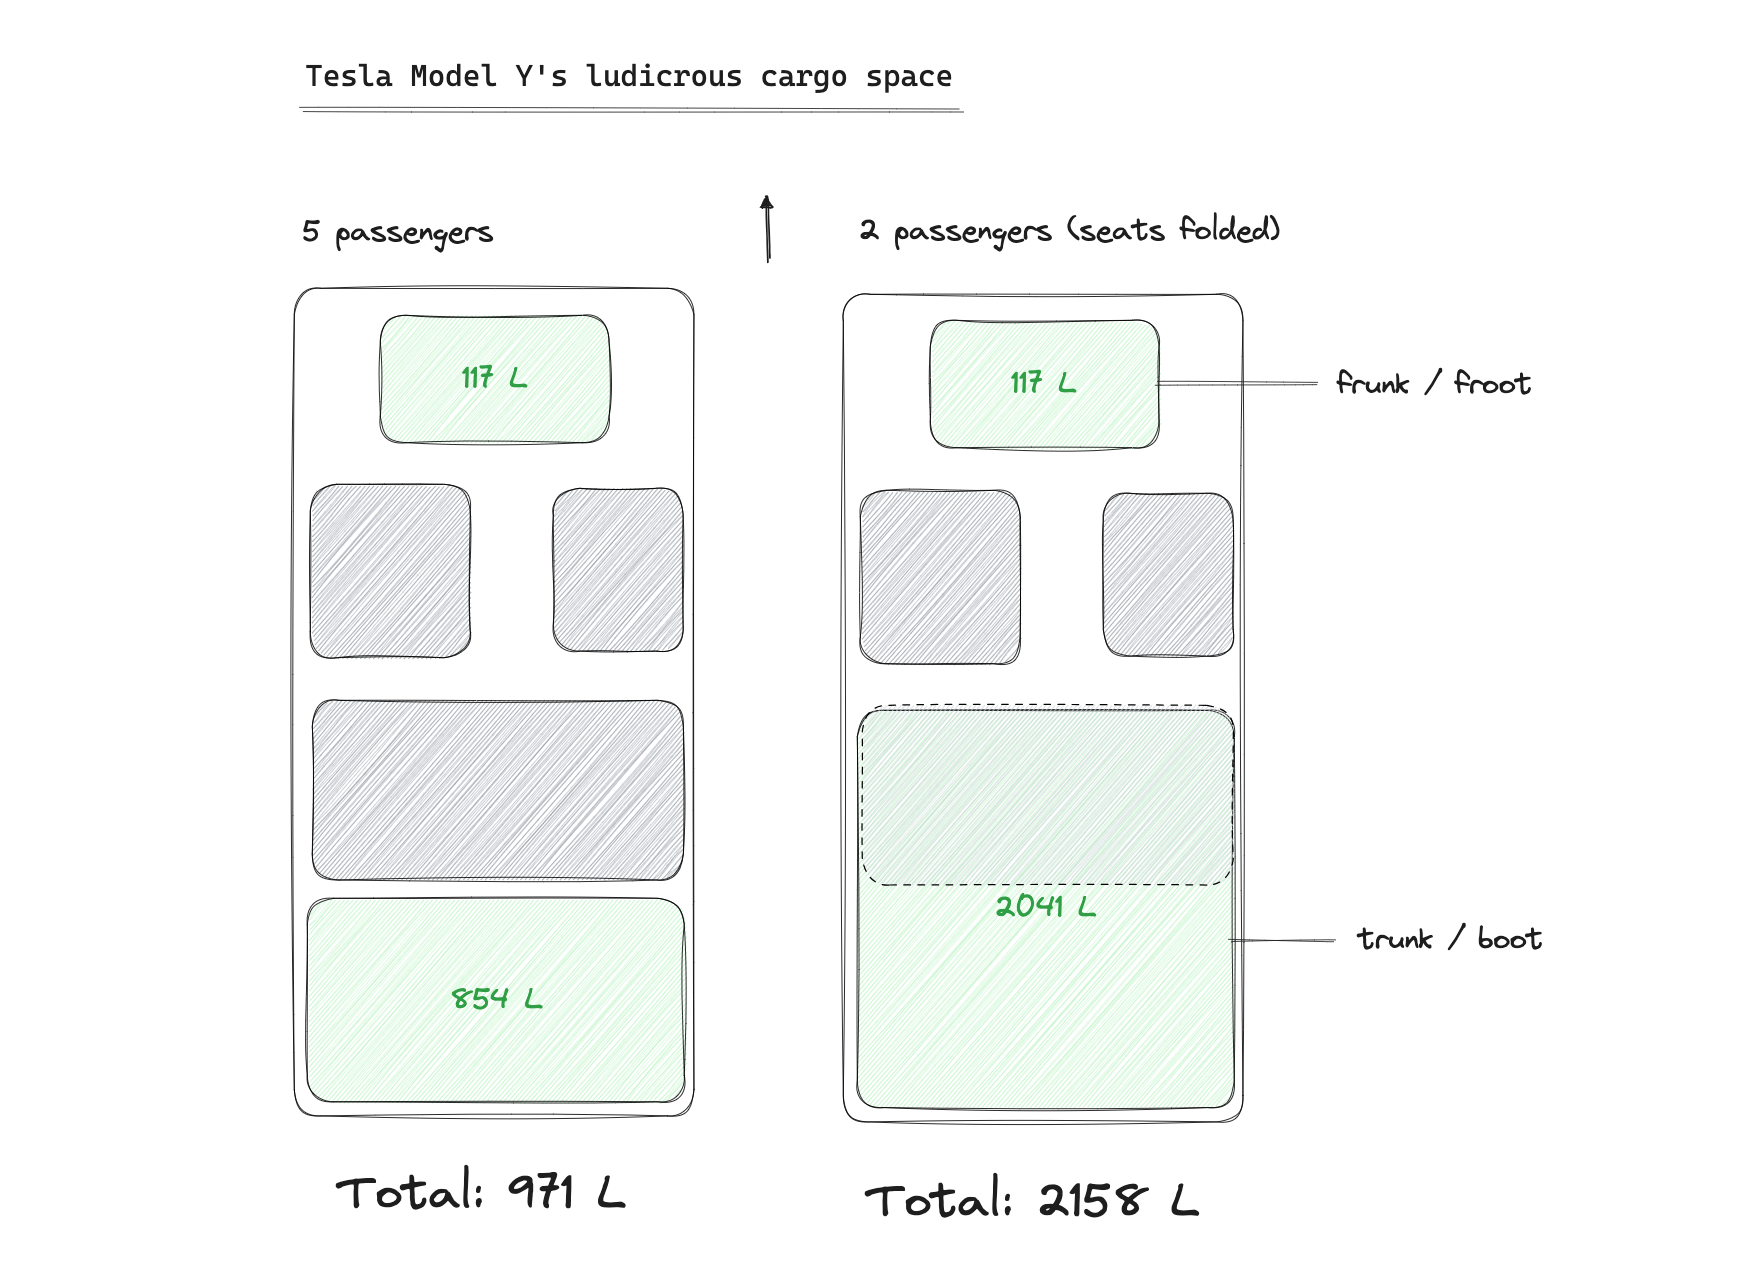 Tesla Model Y's ludicrous cargo space
5 passengers
2 passengers (seats folded)
117 L
117 L
frunk / froot
2041 L
trunk / boot
854 L
Total: 971 L
Total: 2158 L